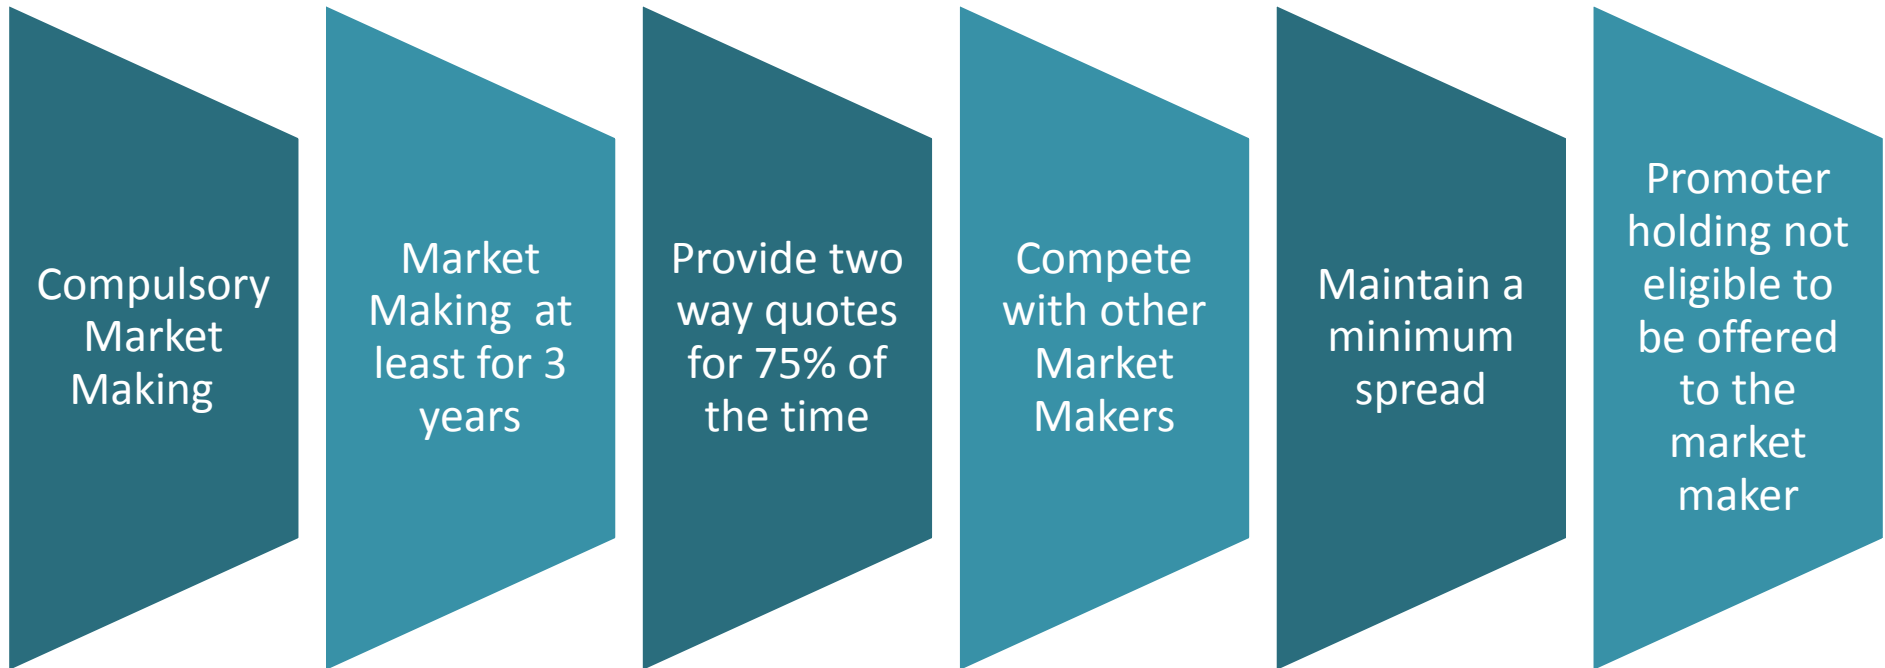 Compulsory
Market
Making
Market
Making at
least for 3
years
Provide two
way quotes
for 75% of
the time
Compete
with other
Market
Makers
Maintain a
minimum
spread
Promoter
holding not
eligible to
be offered
to the
market
maker